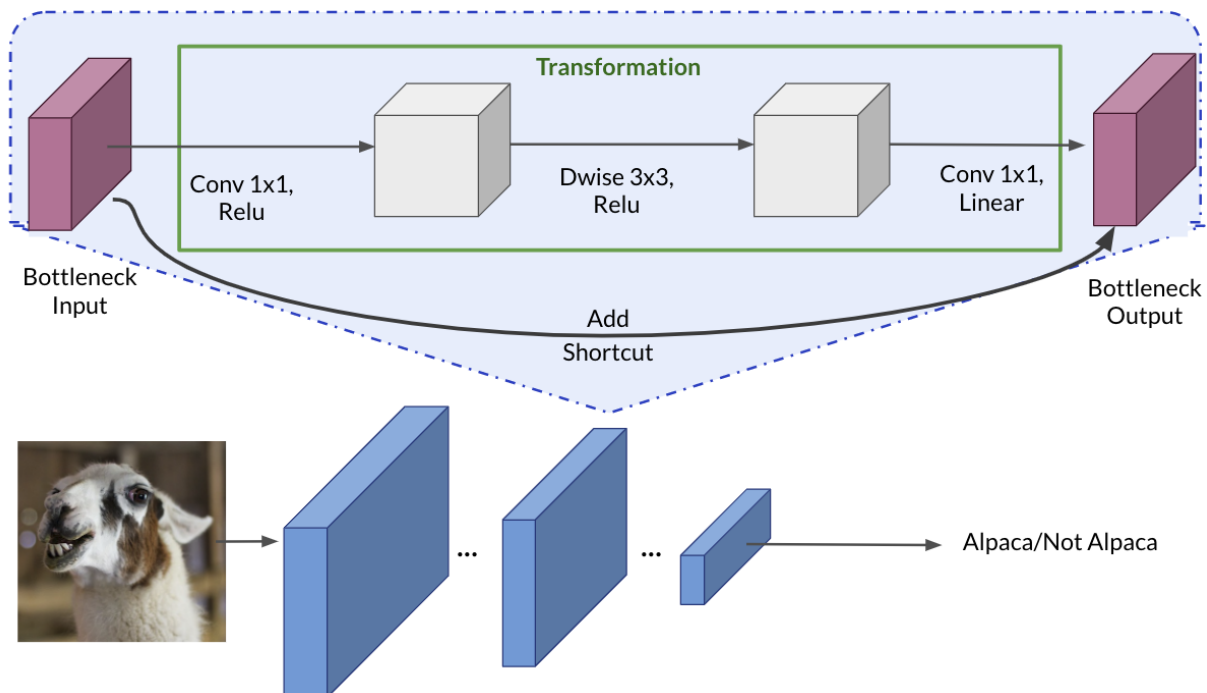 Transformation
Conv 1x1,
Relu
Dwise 3x3,
Relu
Conv 1x1,
Linear
Bottleneck
Input
Add
Shortcut
Bottleneck
Output
...
...
Alpaca/Not Alpaca